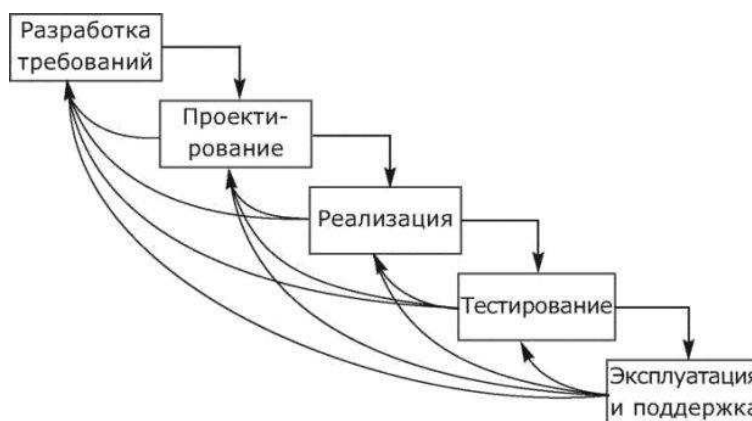 Разработка
требований
Проекти-
рование
Реализация
Тестирование
Эксплуатация
и поддержка